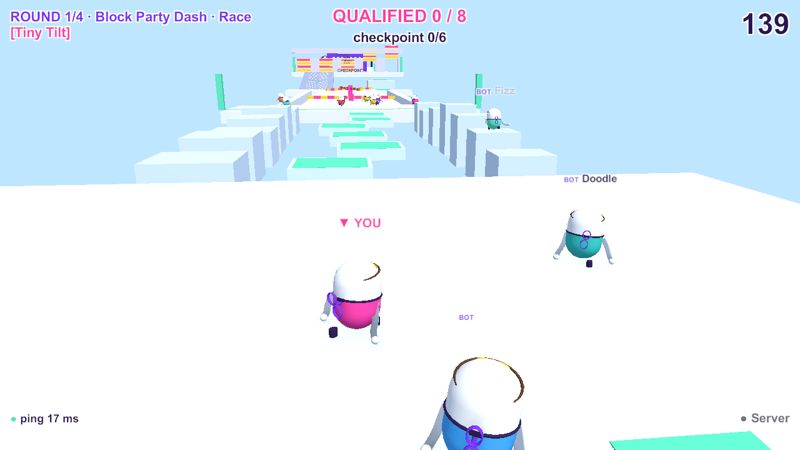 ROUND 1/4 · Block Party Dash · Race
[Tiny Tilt]
QUALIFIED 0 / 8
checkpoint 0/6
139
CHECKPOINT
BOT Fizz
BOT Doodle
▼ YOU
BOT
● ping 17 ms
● Server